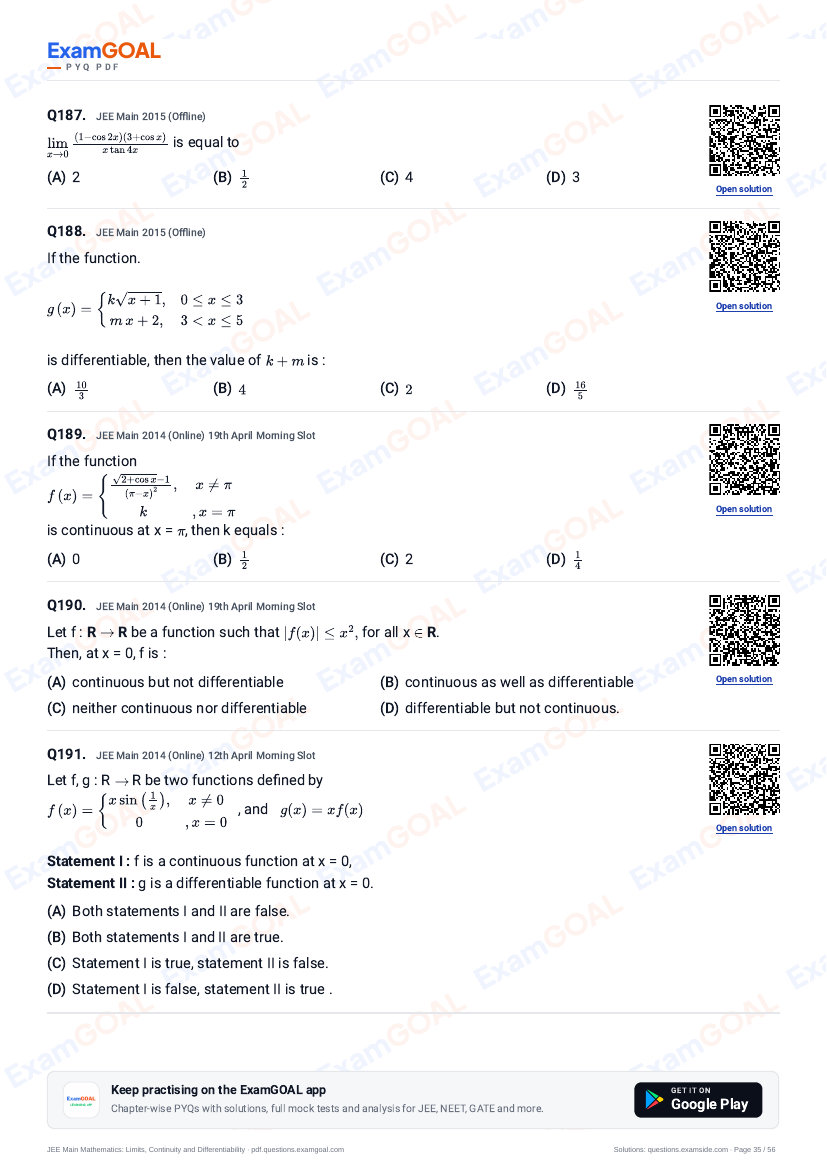 ExamGOAL
PYQ PDF
Q187. JEE Main 2015 (Offline)
lim x→0 (1−cos 2x)(3+cos x) / x tan 4x is equal to
(A) 2 (B) 1/2 (C) 4 (D) 3
Open solution
Q188. JEE Main 2015 (Offline)
If the function.
g (x) = { k√x + 1, 0 ≤ x ≤ 3
m x + 2, 3 < x ≤ 5
is differentiable, then the value of k + m is :
(A) 10/3 (B) 4 (C) 2 (D) 16/5
Open solution
Q189. JEE Main 2014 (Online) 19th April Morning Slot
If the function
f (x) = { √2+cos x−1 / (π−x)², x ≠ π
k , x = π
is continuous at x = π, then k equals :
(A) 0 (B) 1/2 (C) 2 (D) 1/4
Open solution
Q190. JEE Main 2014 (Online) 19th April Morning Slot
Let f : R → R be a function such that |f(x)| ≤ x², for all x ∈ R.
Then, at x = 0, f is :
(A) continuous but not differentiable (B) continuous as well as differentiable
(C) neither continuous nor differentiable (D) differentiable but not continuous.
Open solution
Q191. JEE Main 2014 (Online) 12th April Morning Slot
Let f, g : R → R be two functions defined by
f (x) = { x sin (1/x), x ≠ 0 , and g(x) = xf(x)
0 , x = 0
Statement I : f is a continuous function at x = 0,
Statement II : g is a differentiable function at x = 0.
(A) Both statements I and II are false.
(B) Both statements I and II are true.
(C) Statement I is true, statement II is false.
(D) Statement I is false, statement II is true .
Open solution
Keep practising on the ExamGOAL app
Chapter-wise PYQs with solutions, full mock tests and analysis for JEE, NEET, GATE and more.
ExamGOAL
GET IT ON
Google Play
JEE Main Mathematics: Limits, Continuity and Differentiability · pdf.questions.examgoal.com
Solutions: questions.examside.com · Page 35 / 56